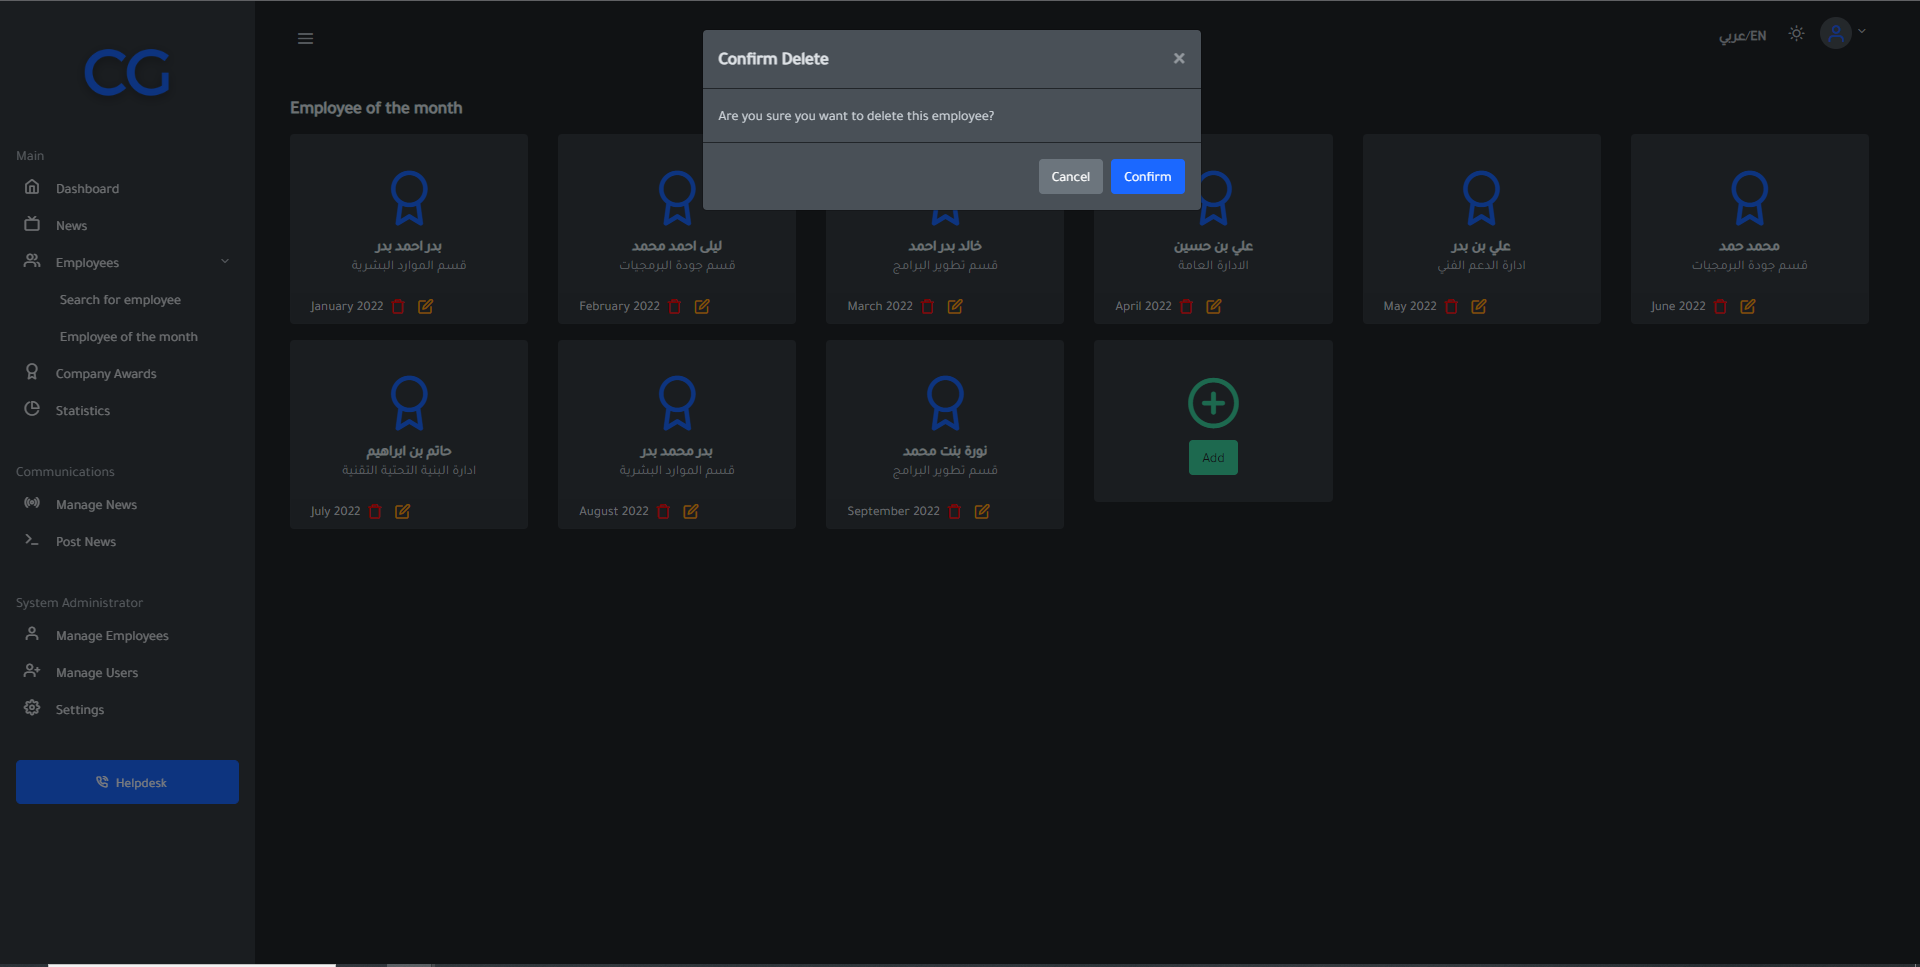 CG
Main
Dashboard
News
Employees
Search for employee
Employee of the month
Company Awards
Statistics
Communications
Manage News
Post News
System Administrator
Manage Employees
Manage Users
Settings
Helpdesk
عربي/EN
Confirm Delete
×
Are you sure you want to delete this employee?
Cancel
Confirm
Employee of the month
بدر احمد بدر
قسم الموارد البشرية
January 2022
ليلى احمد محمد
قسم جودة البرمجيات
February 2022
خالد بدر احمد
قسم تطوير البرامج
March 2022
علي بن حسين
الادارة العامة
April 2022
علي بن بدر
ادارة الدعم الفني
May 2022
محمد حمد
قسم جودة البرمجيات
June 2022
حاتم بن ابراهيم
ادارة البنية التحتية التقنية
July 2022
بدر محمد بدر
قسم الموارد البشرية
August 2022
نورة بنت محمد
قسم تطوير البرامج
September 2022
Add